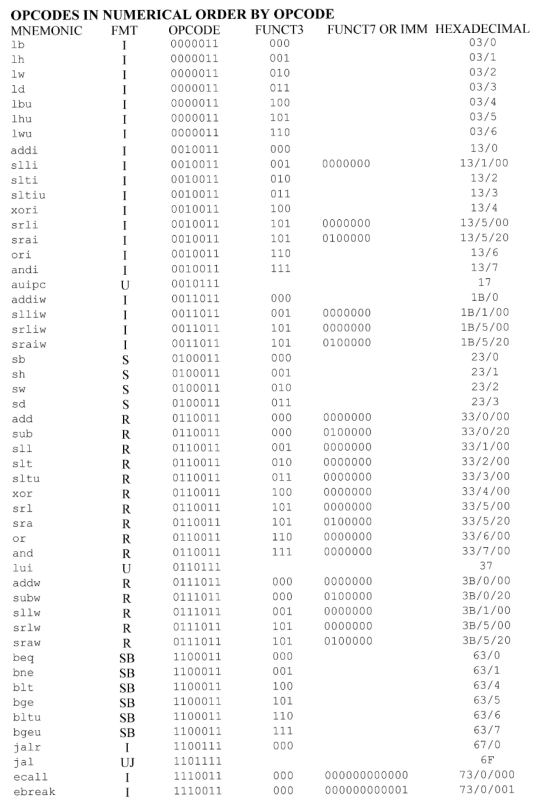 OPCODES IN NUMERICAL ORDER BY OPCODE
MNEMONIC FMT OPCODE FUNCT3 FUNCT7 OR IMM HEXADECIMAL
lb I 0000011 000 03/0
lh I 0000011 001 03/1
lw I 0000011 010 03/2
ld I 0000011 011 03/3
lbu I 0000011 100 03/4
lhu I 0000011 101 03/5
lwu I 0000011 110 03/6
addi I 0010011 000 13/0
slli I 0010011 001 0000000 13/1/00
slti I 0010011 010 13/2
sltiu I 0010011 011 13/3
xori I 0010011 100 13/4
srli I 0010011 101 0000000 13/5/00
srai I 0010011 101 0100000 13/5/20
ori I 0010011 110 13/6
andi I 0010011 111 13/7
auipc U 0010111 17
addiw I 0011011 000 1B/0
slliw I 0011011 001 0000000 1B/1/00
srliw I 0011011 101 0000000 1B/5/00
sraiw I 0011011 101 0100000 1B/5/20
sb S 0100011 000 23/0
sh S 0100011 001 23/1
sw S 0100011 010 23/2
sd S 0100011 011 23/3
add R 0110011 000 0000000 33/0/00
sub R 0110011 000 0100000 33/0/20
sll R 0110011 001 0000000 33/1/00
slt R 0110011 010 0000000 33/2/00
sltu R 0110011 011 0000000 33/3/00
xor R 0110011 100 0000000 33/4/00
srl R 0110011 101 0000000 33/5/00
sra R 0110011 101 0100000 33/5/20
or R 0110011 110 0000000 33/6/00
and R 0110011 111 0000000 33/7/00
lui U 0110111 37
addw R 0111011 000 0000000 3B/0/00
subw R 0111011 000 0100000 3B/0/20
sllw R 0111011 001 0000000 3B/1/00
srlw R 0111011 101 0000000 3B/5/00
sraw R 0111011 101 0100000 3B/5/20
beq SB 1100011 000 63/0
bne SB 1100011 001 63/1
blt SB 1100011 100 63/4
bge SB 1100011 101 63/5
bltu SB 1100011 110 63/6
bgeu SB 1100011 111 63/7
jalr I 1100111 000 67/0
jal UJ 1101111 6F
ecall I 1110011 000 000000000000 73/0/000
ebreak I 1110011 000 000000000001 73/0/001